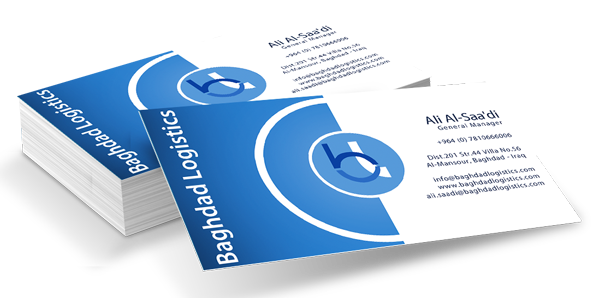 Baghdad Logistics
Ali Al-Saa'di
General Manager
+964 (0) 7810666006
Dist.201 Str.44 Villa No.56
Al-Mansour, Baghdad - Iraq
info@baghdadlogistics.com
www.baghdadlogistics.com
ali.saadi@baghdadlogistics.com
Baghdad Logistics
Ali Al-Saa'di
General Manager
+964 (0) 7819666006
Dist.201 Str.44 Villa No.56
Al-Mansour, Baghdad - Iraq
info@baghdadlogistics.com
www.baghdadlogistics.com
ali.saadi@baghdadlogistics.com